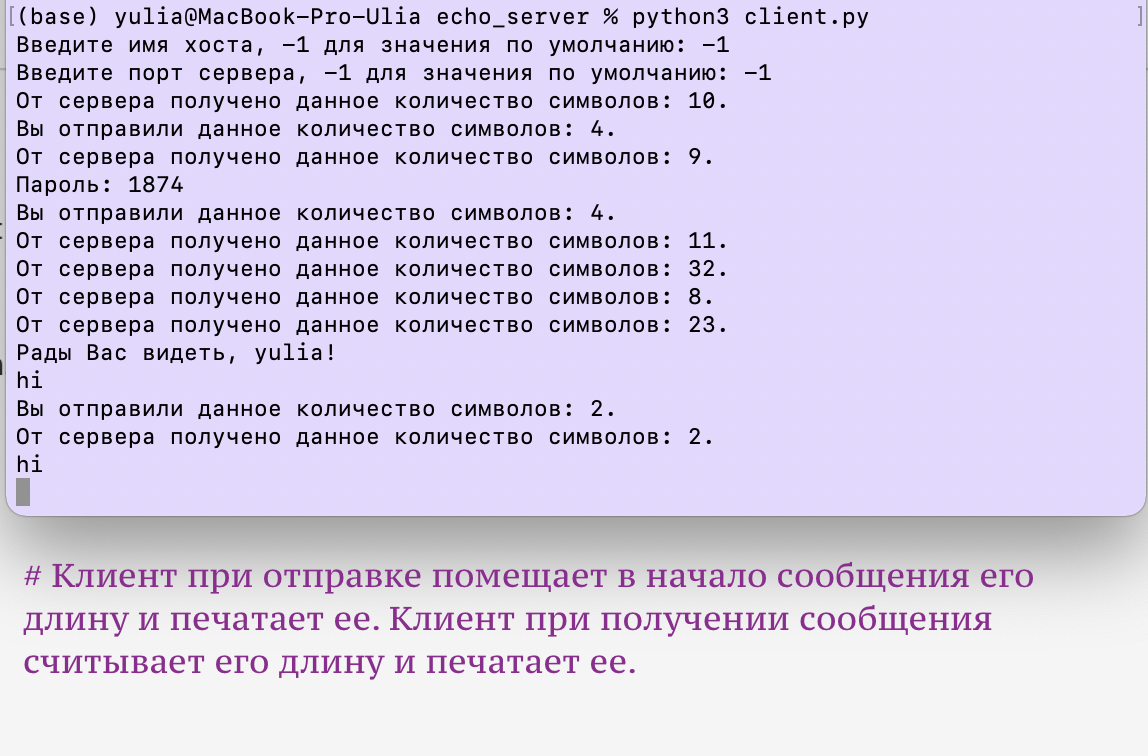 [(base) yulia@MacBook-Pro-Ulia echo_server % python3 client.py ]
Введите имя хоста, -1 для значения по умолчанию: -1
Введите порт сервера, -1 для значения по умолчанию: -1
От сервера получено данное количество символов: 10.
Вы отправили данное количество символов: 4.
От сервера получено данное количество символов: 9.
Пароль: 1874
Вы отправили данное количество символов: 4.
От сервера получено данное количество символов: 11.
От сервера получено данное количество символов: 32.
От сервера получено данное количество символов: 8.
От сервера получено данное количество символов: 23.
Рады Вас видеть, yulia!
hi
Вы отправили данное количество символов: 2.
От сервера получено данное количество символов: 2.
hi
# Клиент при отправке помещает в начало сообщения его
длину и печатает ее. Клиент при получении сообщения
считывает его длину и печатает ее.